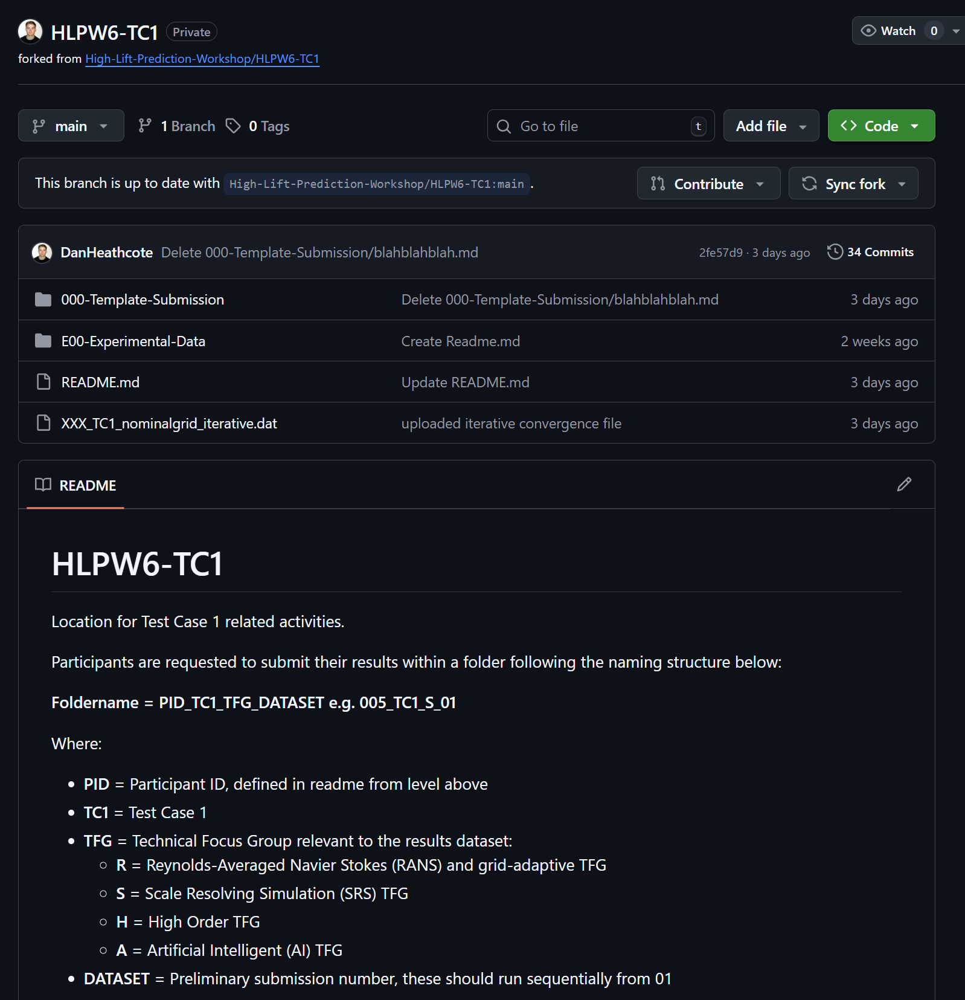 HLPW6-TC1 Private
Watch 0
forked from High-Lift-Prediction-Workshop/HLPW6-TC1
main 1 Branch 0 Tags Go to file t Add file Code
This branch is up to date with High-Lift-Prediction-Workshop/HLPW6-TC1:main . Contribute Sync fork
DanHeathcote Delete 000-Template-Submission/blahblahblah.md 2fe57d9 · 3 days ago 34 Commits
000-Template-Submission Delete 000-Template-Submission/blahblahblah.md 3 days ago
E00-Experimental-Data Create Readme.md 2 weeks ago
README.md Update README.md 3 days ago
XXX_TC1_nominalgrid_iterative.dat uploaded iterative convergence file 3 days ago
README
HLPW6-TC1
Location for Test Case 1 related activities.
Participants are requested to submit their results within a folder following the naming structure below:
Foldername = PID_TC1_TFG_DATASET e.g. 005_TC1_S_01
Where:
• PID = Participant ID, defined in readme from level above
• TC1 = Test Case 1
• TFG = Technical Focus Group relevant to the results dataset:
○ R = Reynolds-Averaged Navier Stokes (RANS) and grid-adaptive TFG
○ S = Scale Resolving Simulation (SRS) TFG
○ H = High Order TFG
○ A = Artificial Intelligent (AI) TFG
• DATASET = Preliminary submission number, these should run sequentially from 01